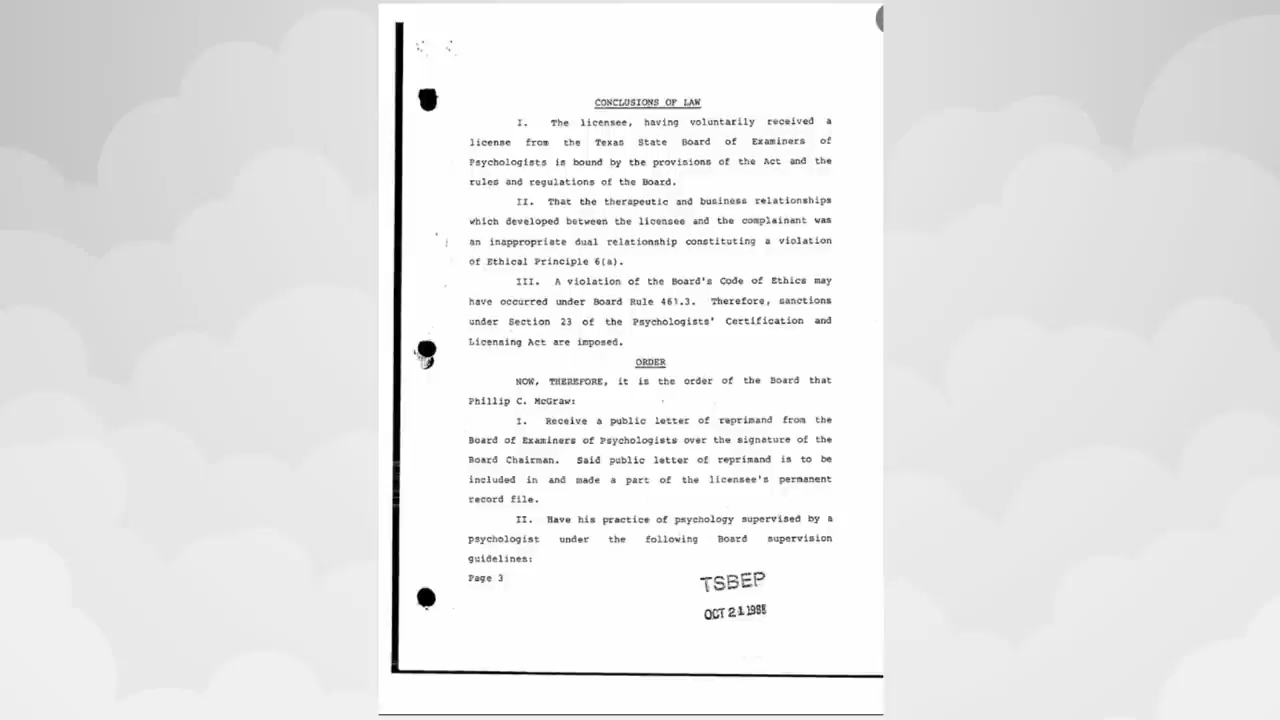 CONCLUSIONS OF LAW
I. The licensee, having voluntarily received a
license from the Texas State Board of Examiners of
Psychologists is bound by the provisions of the Act and the
rules and regulations of the Board.
II. That the therapeutic and business relationships
which developed between the licensee and the complainant was
an inappropriate dual relationship constituting a violation
of Ethical Principle 6(a).
III. A violation of the Board's Code of Ethics may
have occurred under Board Rule 461.3. Therefore, sanctions
under Section 23 of the Psychologists' Certification and
Licensing Act are imposed.
ORDER
NOW, THEREFORE, it is the order of the Board that
Phillip C. McGraw:
I. Receive a public letter of reprimand from the
Board of Examiners of Psychologists over the signature of the
Board Chairman. Said public letter of reprimand is to be
included in and made a part of the licensee's permanent
record file.
II. Have his practice of psychology supervised by a
psychologist under the following Board supervision
guidelines:
Page 3
TSBEP
OCT 21 1988